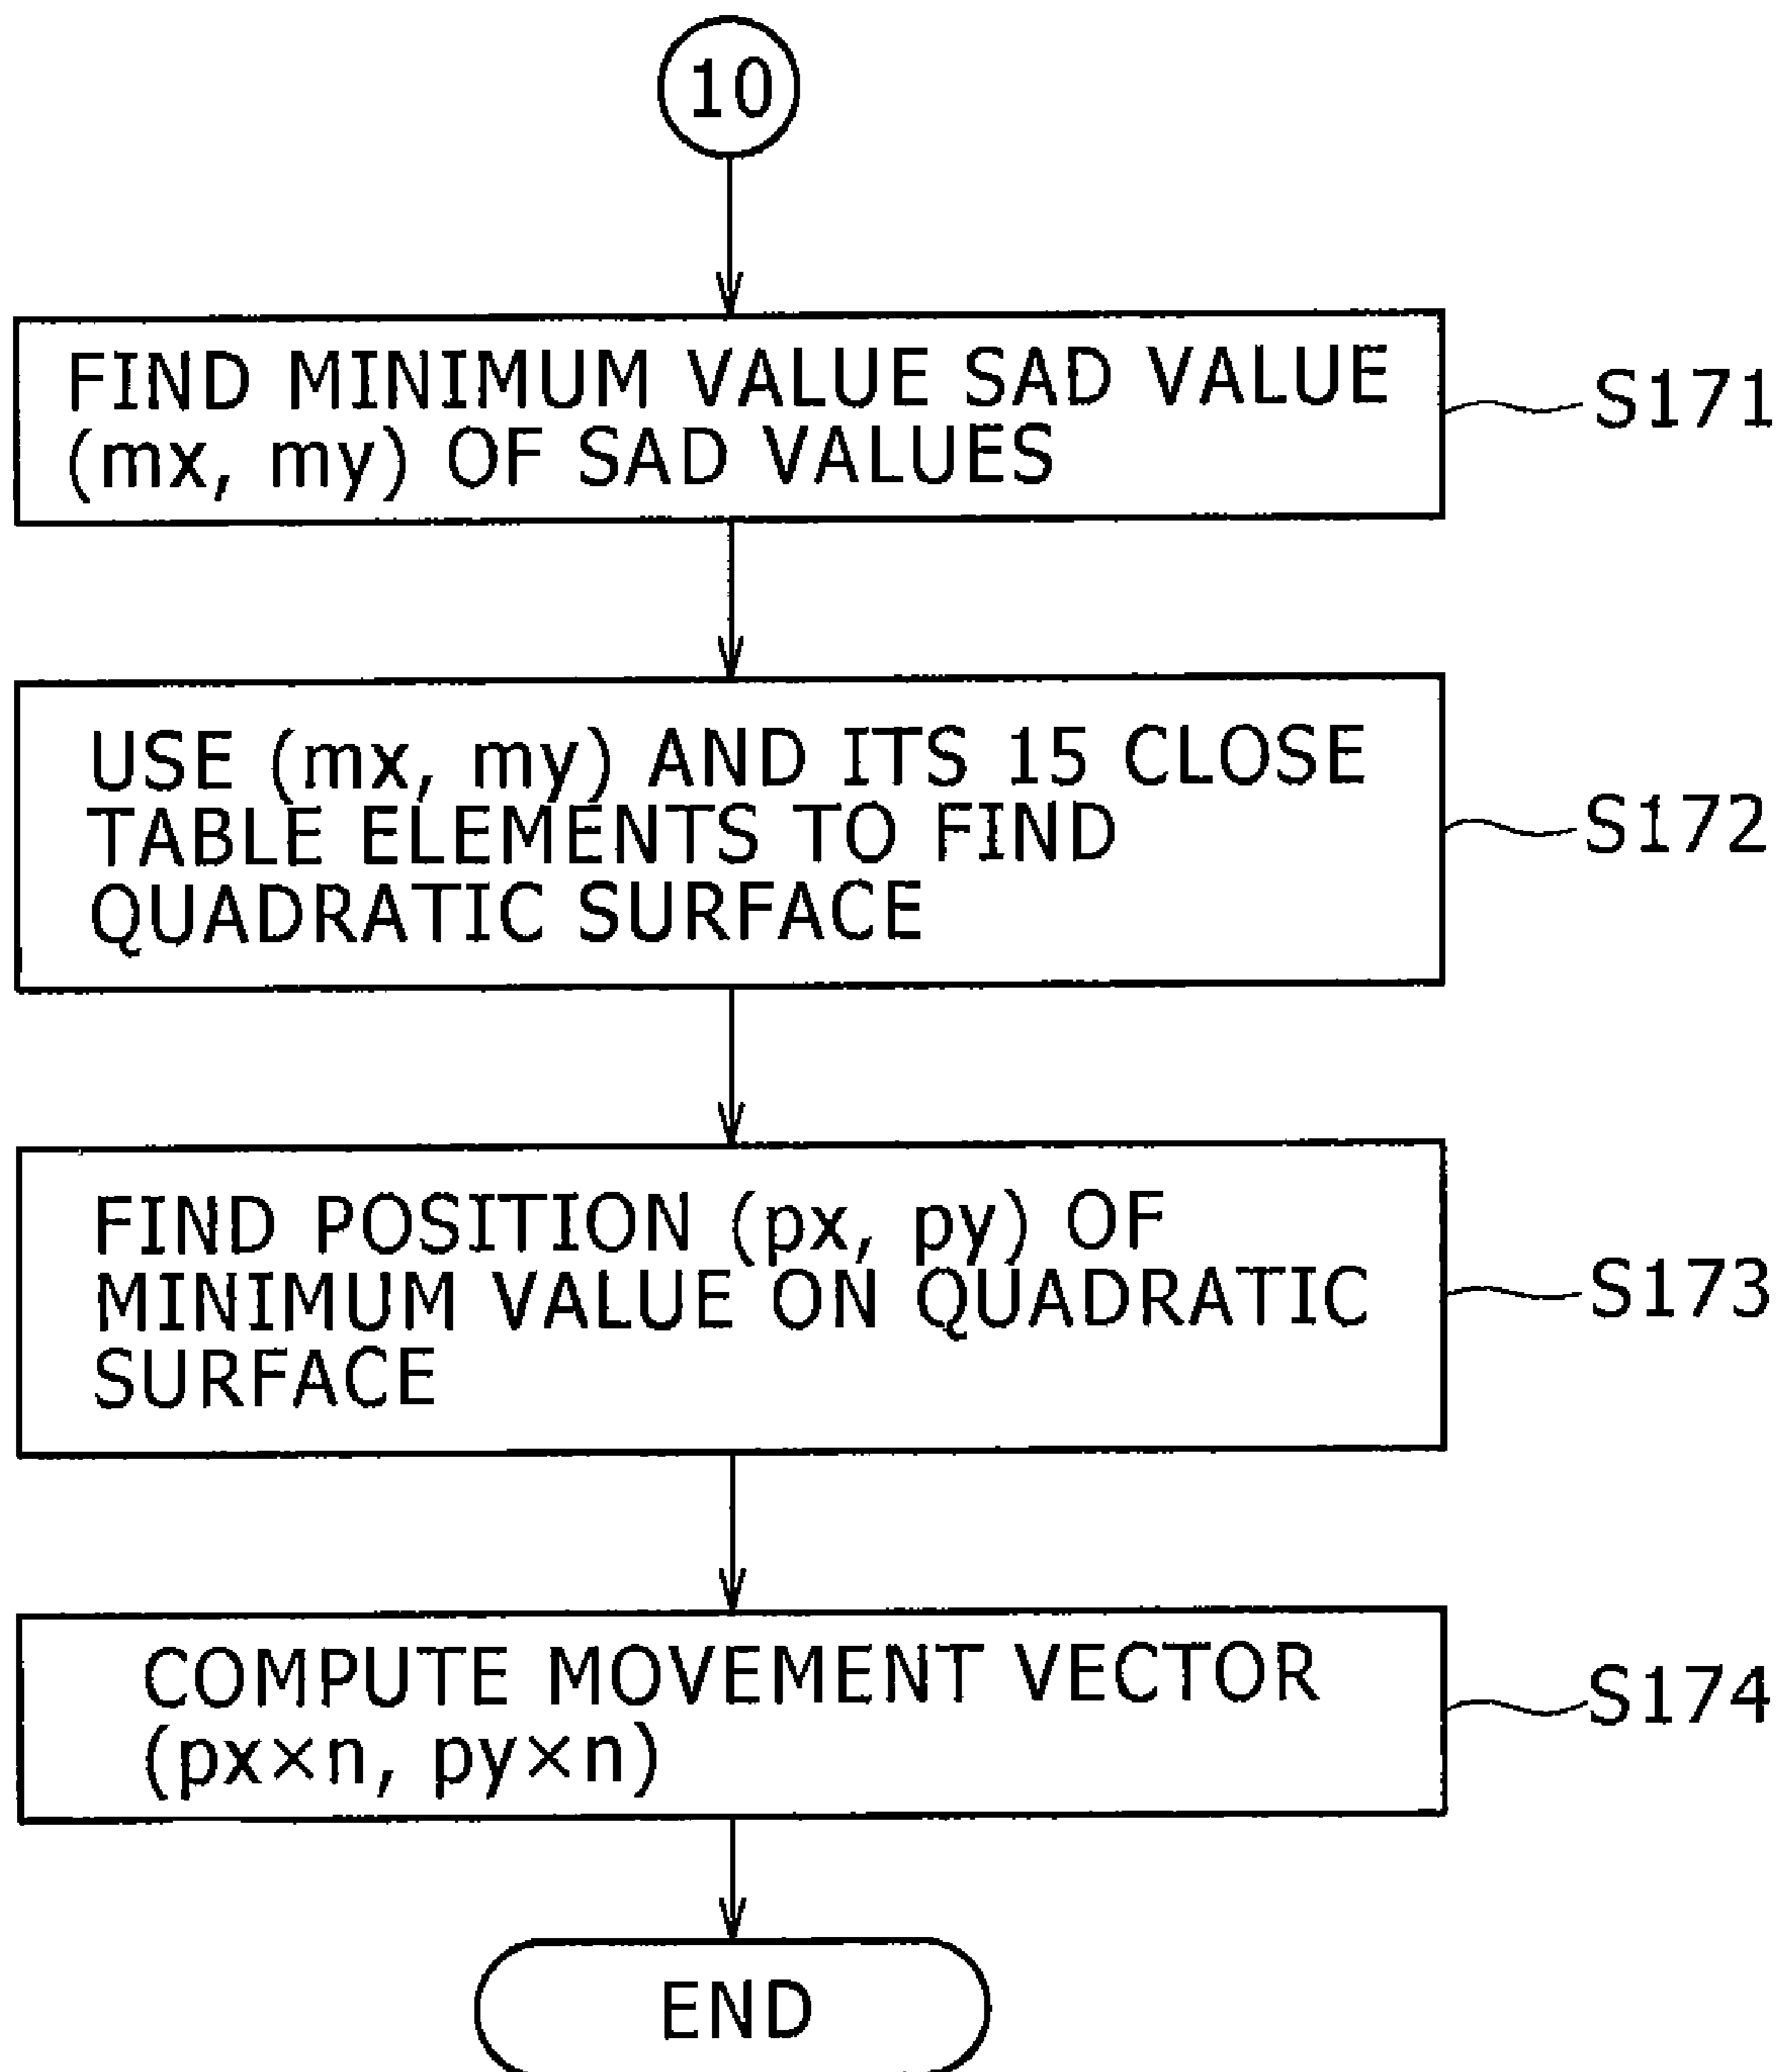 10
FIND MINIMUM VALUE SAD VALUE
(mx, my) OF SAD VALUES
S171
USE (mx, my) AND ITS 15 CLOSE
TABLE ELEMENTS TO FIND
QUADRATIC SURFACE
S172
FIND POSITION (px, py) OF
MINIMUM VALUE ON QUADRATIC
SURFACE
S173
COMPUTE MOVEMENT VECTOR
(px×n, py×n)
S174
END